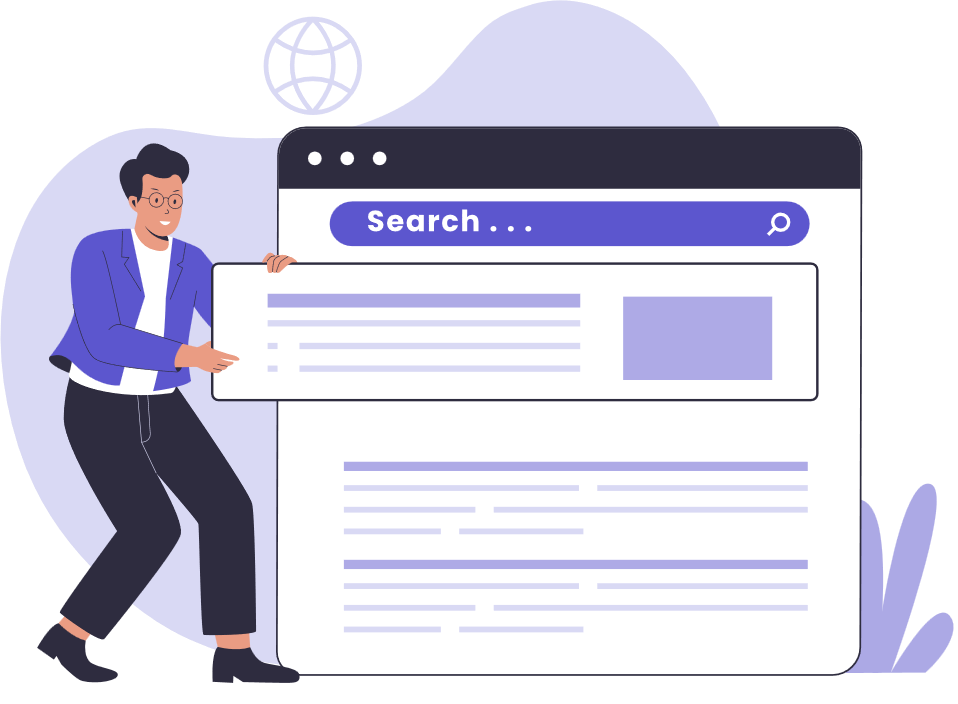 Search . . .